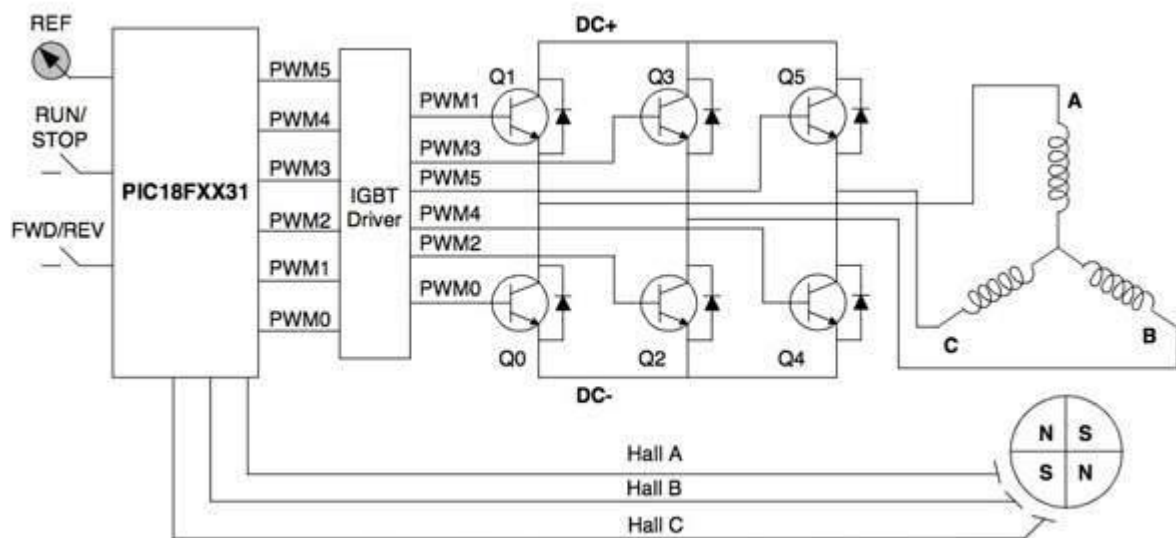 REF
RUN/
STOP
FWD/REV
PIC18FXX31
PWM5
PWM4
PWM3
PWM2
PWM1
PWM0
IGBT
Driver
PWM1
PWM3
PWM5
PWM4
PWM2
PWM0
DC+
Q1
Q3
Q5
Q0
Q2
Q4
DC-
A
C
B
Hall A
Hall B
Hall C
N S
S N